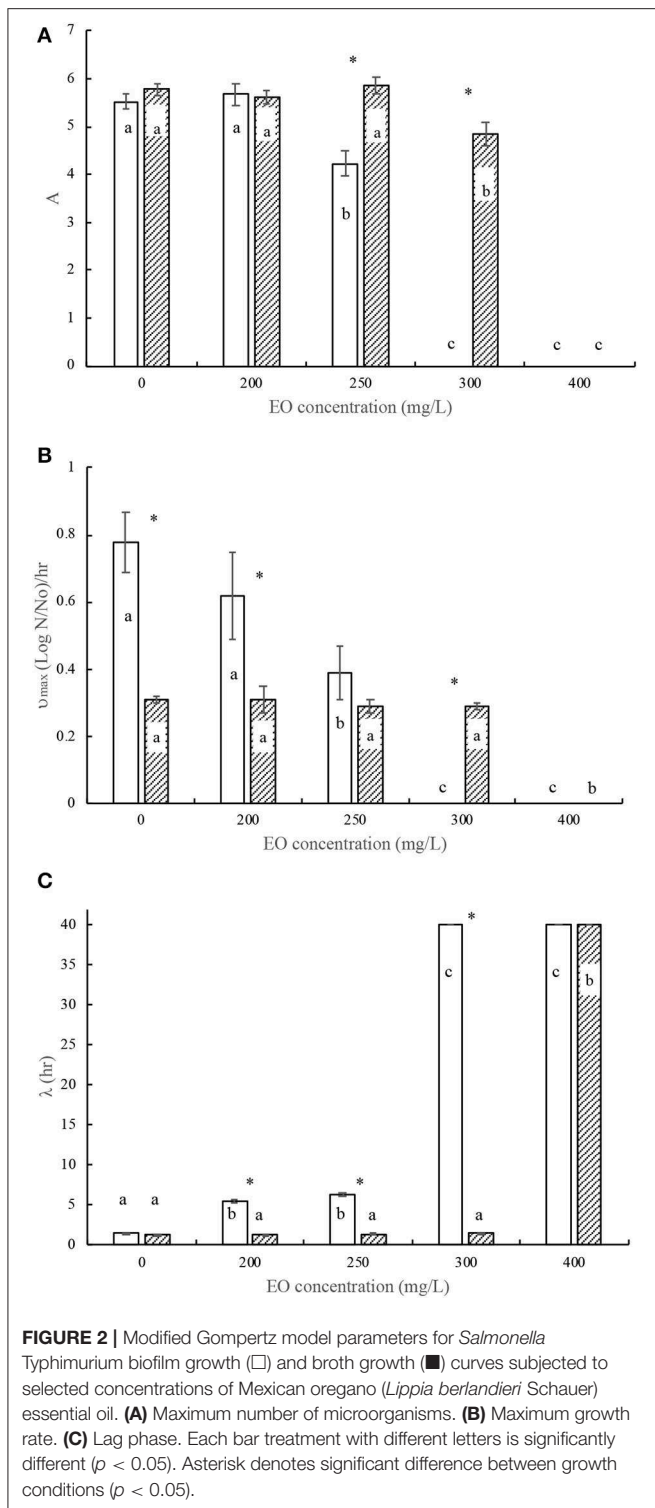 A
A
7
6
5
4
3
2
1
0
a a a a * b a * c b c c
0 200 250 300 400
EO concentration (mg/L)
B
υmax (Log N/No)/hr
1
0.8
0.6
0.4
0.2
0
a * a a * a b a * c a c b
0 200 250 300 400
EO concentration (mg/L)
C
λ (hr)
40
35
30
25
20
15
10
5
0
a a b * a b * a c * a c b
0 200 250 300 400
EO concentration (mg/L)
FIGURE 2 | Modified Gompertz model parameters for Salmonella
Typhimurium biofilm growth (□) and broth growth (■) curves subjected to
selected concentrations of Mexican oregano (Lippia berlandieri Schauer)
essential oil. (A) Maximum number of microorganisms. (B) Maximum growth
rate. (C) Lag phase. Each bar treatment with different letters is significantly
different (p < 0.05). Asterisk denotes significant difference between growth
conditions (p < 0.05).